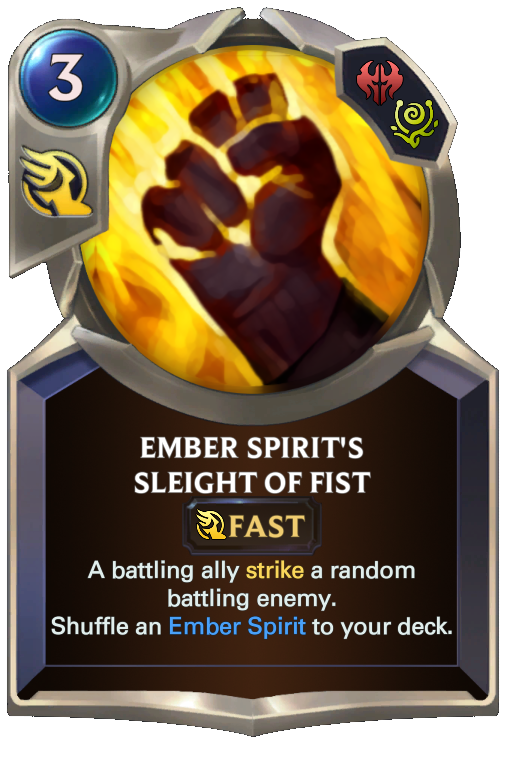 3
EMBER SPIRIT'S
SLEIGHT OF FIST
FAST
A battling ally strike a random
battling enemy.
Shuffle an Ember Spirit to your deck.